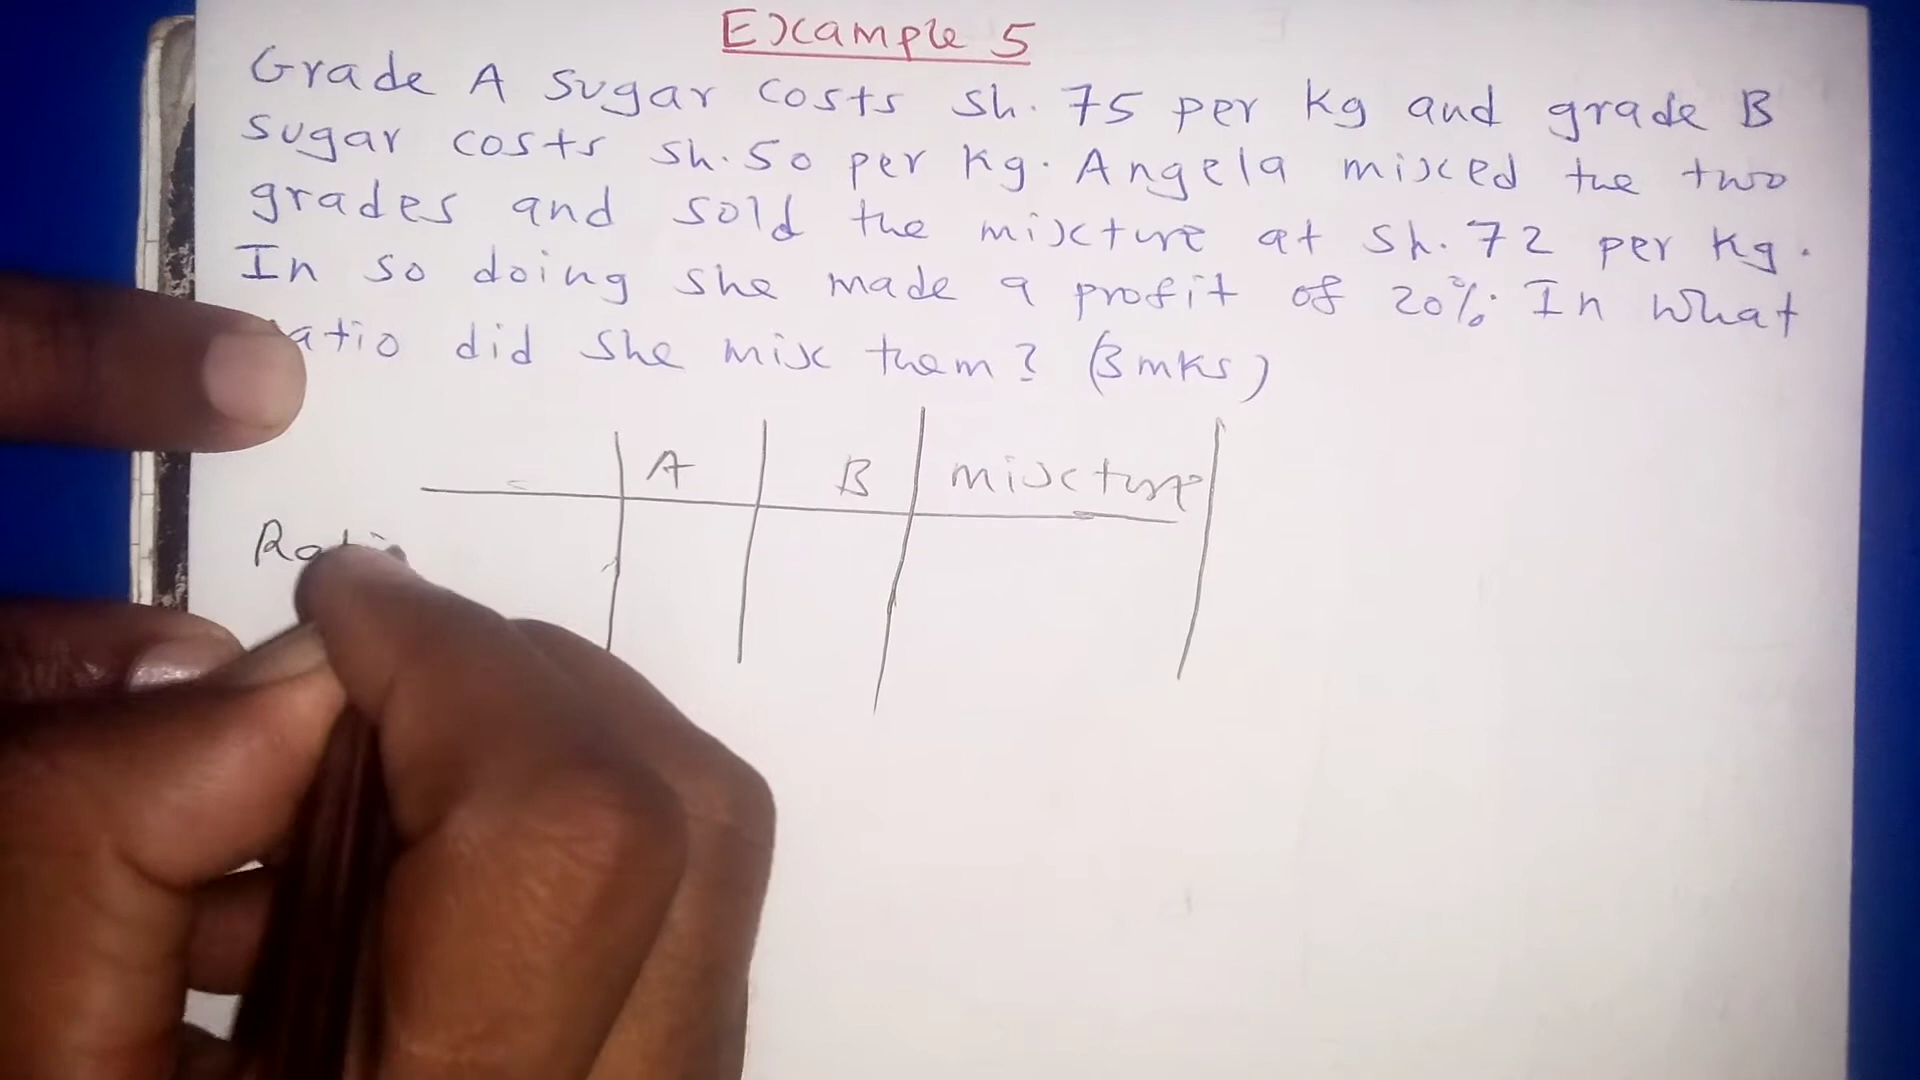 Example 5
Grade A sugar costs sh. 75 per kg and grade B
sugar costs sh. 50 per kg. Angela mixed the two
grades and sold the mixture at sh. 72 per kg.
In so doing she made a profit of 20%. In what
ratio did she mix them? (3mks)
A B mixture